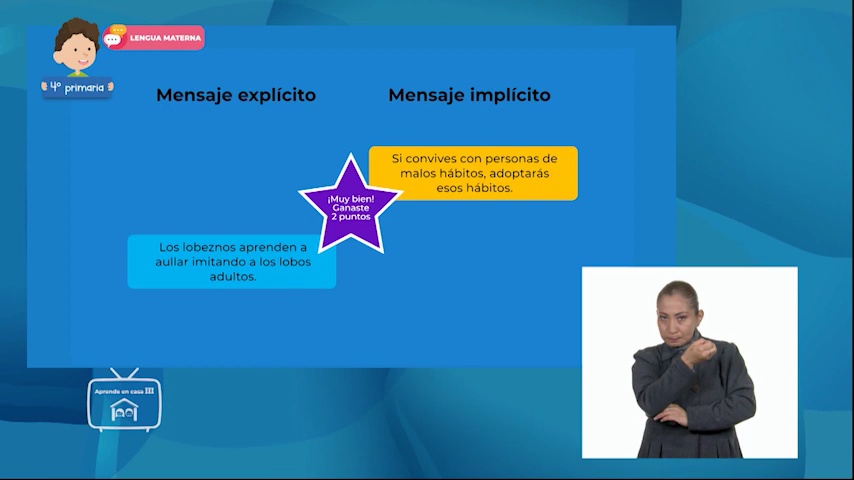 LENGUA MATERNA
4º primaria
Mensaje explícito
Mensaje implícito
Si convives con personas de
malos hábitos, adoptarás
esos hábitos.
¡Muy bien!
Ganaste
2 puntos
Los lobeznos aprenden a
aullar imitando a los lobos
adultos.
Aprende en casa III